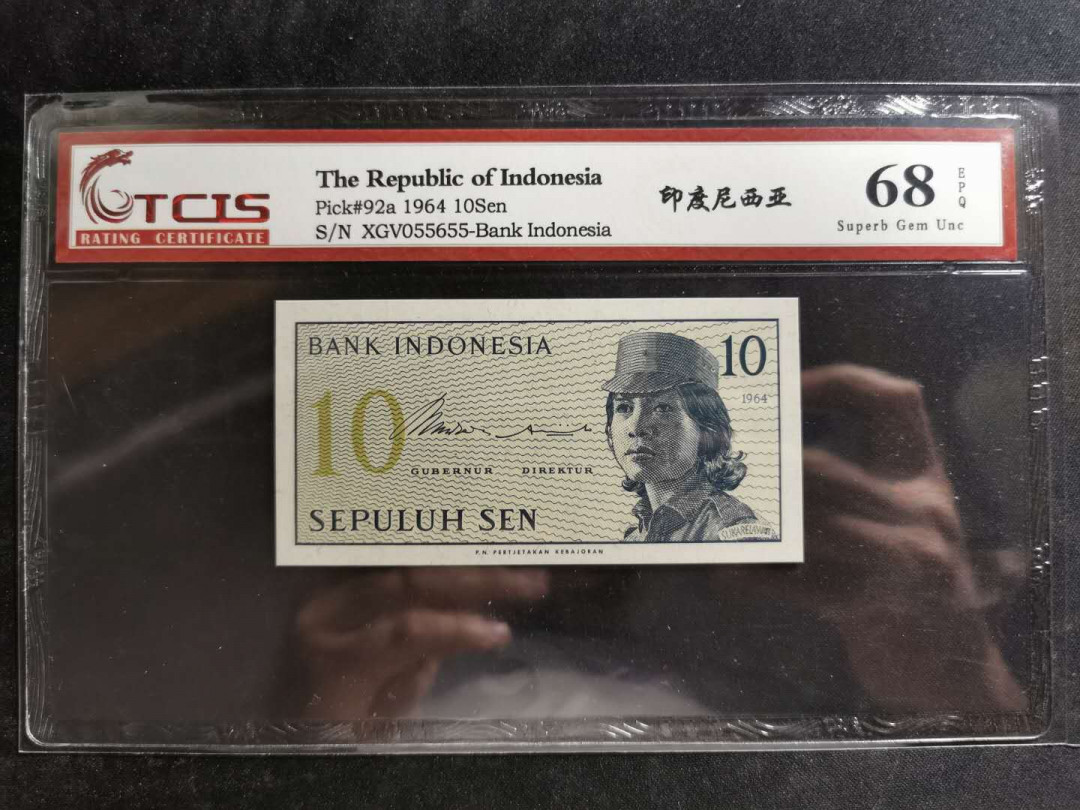 TCIS
RATING CERTIFICATE
The Republic of Indonesia
Pick#92a 1964 10Sen
S/N XGV055655-Bank Indonesia
印度尼西亚
68
EPQ
Superb Gem Unc
BANK INDONESIA
10
1964
10
GUBERNUR DIREKTUR
SEPULUH SEN
P.N. PERTJETAKAN KEBAJORAN